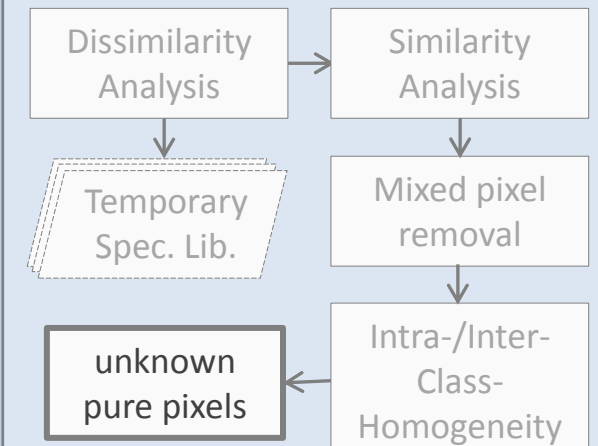 Dissimilarity
Analysis
Similarity
Analysis
Temporary
Spec. Lib.
Mixed pixel
removal
unknown
pure pixels
Intra-/Inter-
Class-
Homogeneity